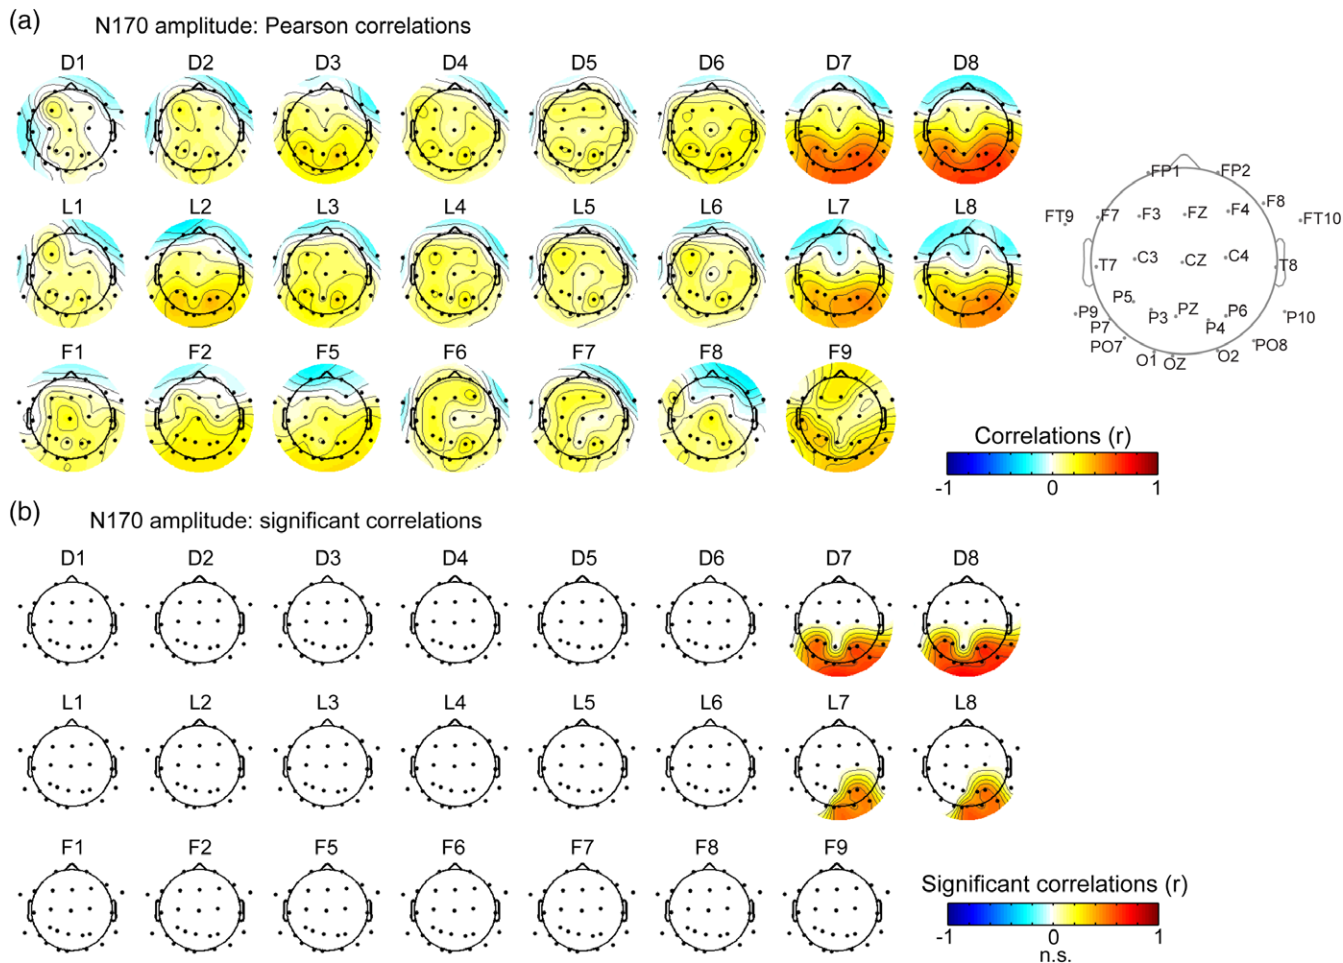 (a)
N170 amplitude: Pearson correlations
D1 D2 D3 D4 D5 D6 D7 D8
L1 L2 L3 L4 L5 L6 L7 L8
F1 F2 F5 F6 F7 F8 F9
FP1 FP2
FT9 F7 F3 FZ F4 F8 FT10
T7 C3 CZ C4 T8
P9 P5 P3 PZ P4 P6 P10
P7
PO7 O1 OZ O2 PO8
Correlations (r)
-1 0 1
(b)
N170 amplitude: significant correlations
D1 D2 D3 D4 D5 D6 D7 D8
L1 L2 L3 L4 L5 L6 L7 L8
F1 F2 F5 F6 F7 F8 F9
Significant correlations (r)
-1 0 1
n.s.